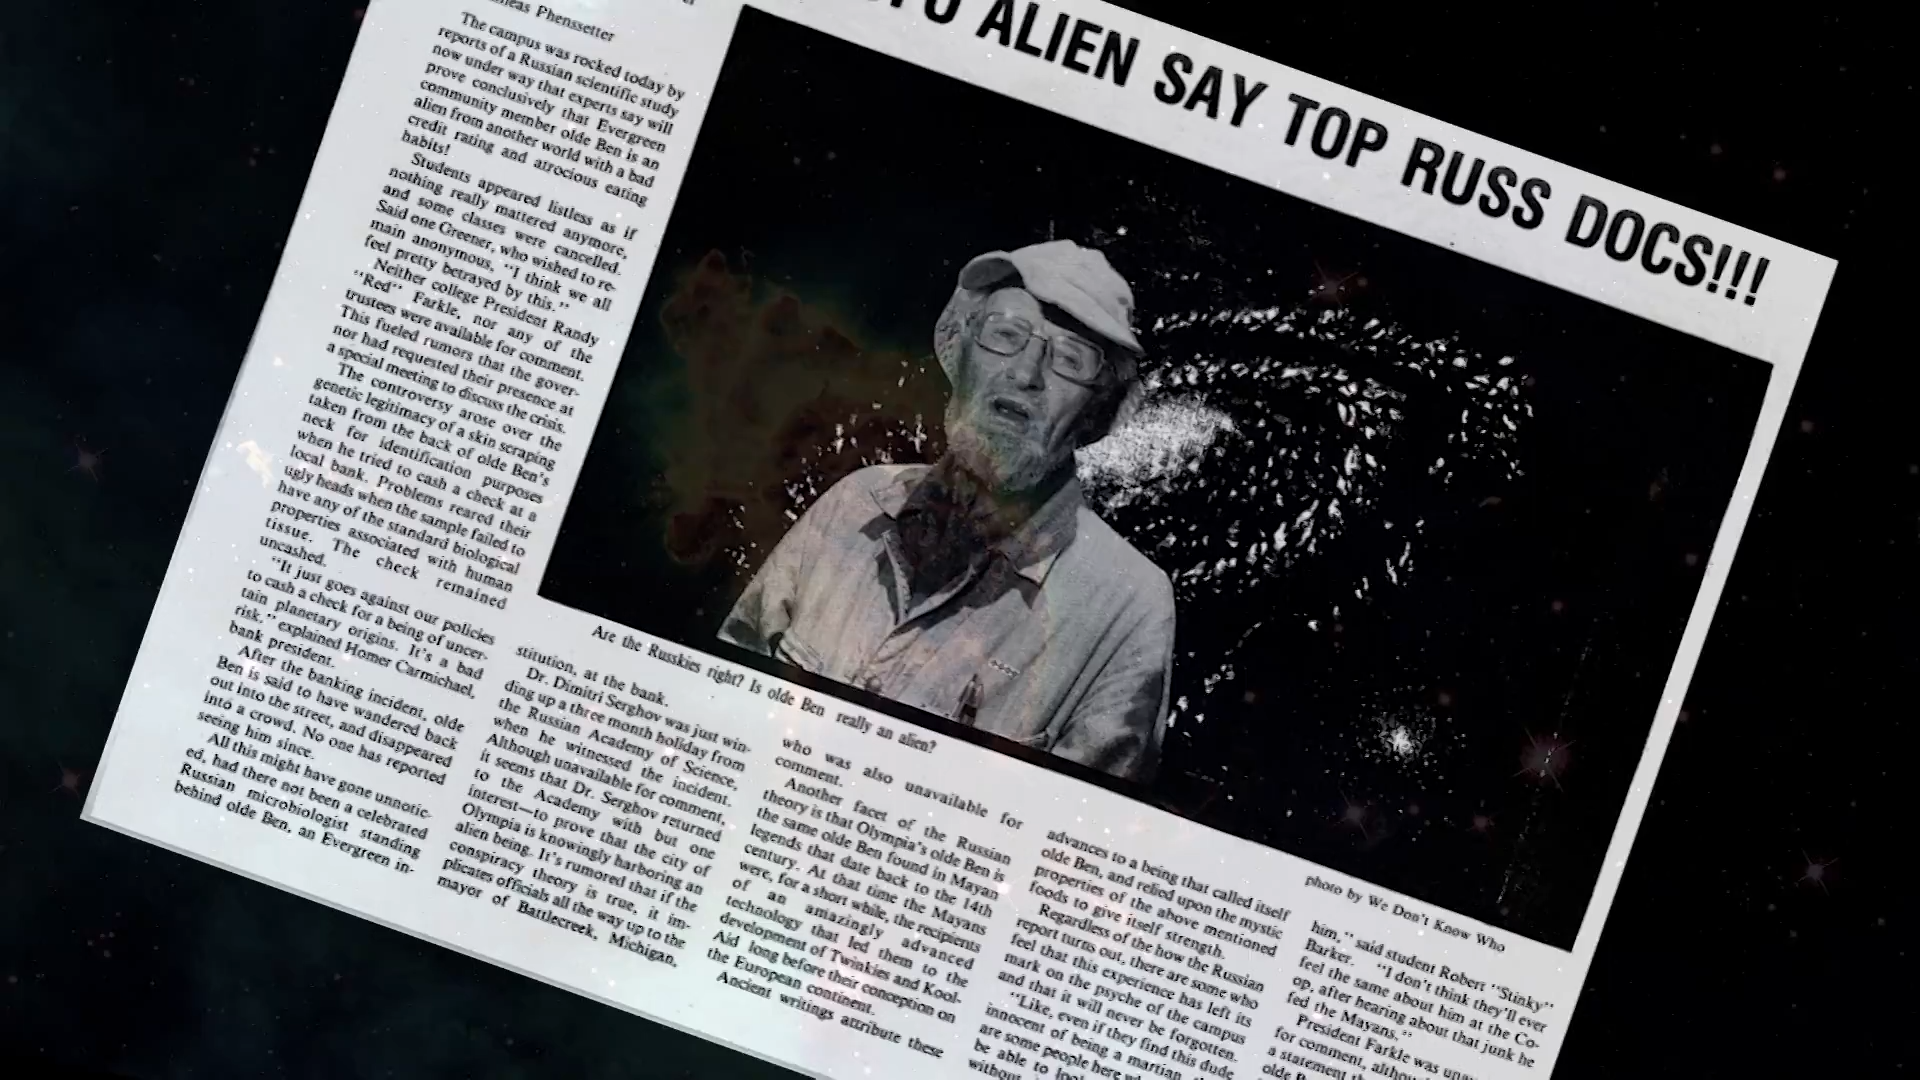 ALIEN SAY TOP RUSS DOCS!!!
Phenssetter
The campus was rocked today by
reports of a Russian scientific study
now under way that experts say will
prove conclusively that Evergreen
community member olde Ben is an
alien from another world with a bad
credit rating and atrocious eating
habits!
Students appeared listless as if
nothing really mattered anymore,
and some classes were cancelled.
Said one Greener, who wished to re-
main anonymous, "I think we all
feel pretty betrayed by this."
Neither college President Randy
"Red" Farkle, nor any of the
trustees were available for comment.
This fueled rumors that the gover-
nor had requested their presence at
a special meeting to discuss the crisis.
The controversy arose over the
genetic legitimacy of a skin scraping
taken from the back of olde Ben's
neck for identification purposes
when he tried to cash a check at a
local bank. Problems reared their
ugly heads when the sample failed to
have any of the standard biological
properties associated with human
tissue. The check remained
uncashed.
"It just goes against our policies
to cash a check for a being of uncer-
tain planetary origins. It's a bad
risk," explained Homer Carmichael,
bank president.
After the banking incident, olde
Ben is said to have wandered back
out into the street, and disappeared
into a crowd. No one has reported
seeing him since.
All this might have gone unnotic-
ed, had there not been a celebrated
Russian microbiologist standing
behind olde Ben, an Evergreen in-
Are the Russkies right? Is olde Ben really an alien?
photo by We Don't Know Who
stitution, at the bank.
Dr. Dimitri Serghov was just win-
ding up a three month holiday from
the Russian Academy of Science,
when he witnessed the incident.
Although unavailable for comment,
it seems that Dr. Serghov returned
to the Academy with but one
interest—to prove that the city of
Olympia is knowingly harboring an
alien being. It's rumored that if the
conspiracy theory is true, it im-
plicates officials all the way up to the
mayor of Battlecreek, Michigan,
who was also unavailable for
comment.
Another facet of the Russian
theory is that Olympia's olde Ben is
the same olde Ben found in Mayan
legends that date back to the 14th
century. At that time the Mayans
were, for a short while, the recipients
of an amazingly advanced
technology that led them to the
development of Twinkies and Kool-
Aid long before their conception on
the European continent.
Ancient writings attribute these
advances to a being that called itself
olde Ben, and relied upon the mystic
properties of the above mentioned
foods to give itself strength.
Regardless of the how the Russian
report turns out, there are some who
feel that this experience has left its
mark on the psyche of the campus
and that it will never be forgotten.
"Like, even if they find this dude
innocent of being a martian,
are some people here
be able to
without
him," said student Robert "Stinky"
Barker. "I don't think they'll ever
feel the same about him at the Co-
op, after hearing about that junk he
fed the Mayans."
President Farkle was
for comment,
a statement
olde